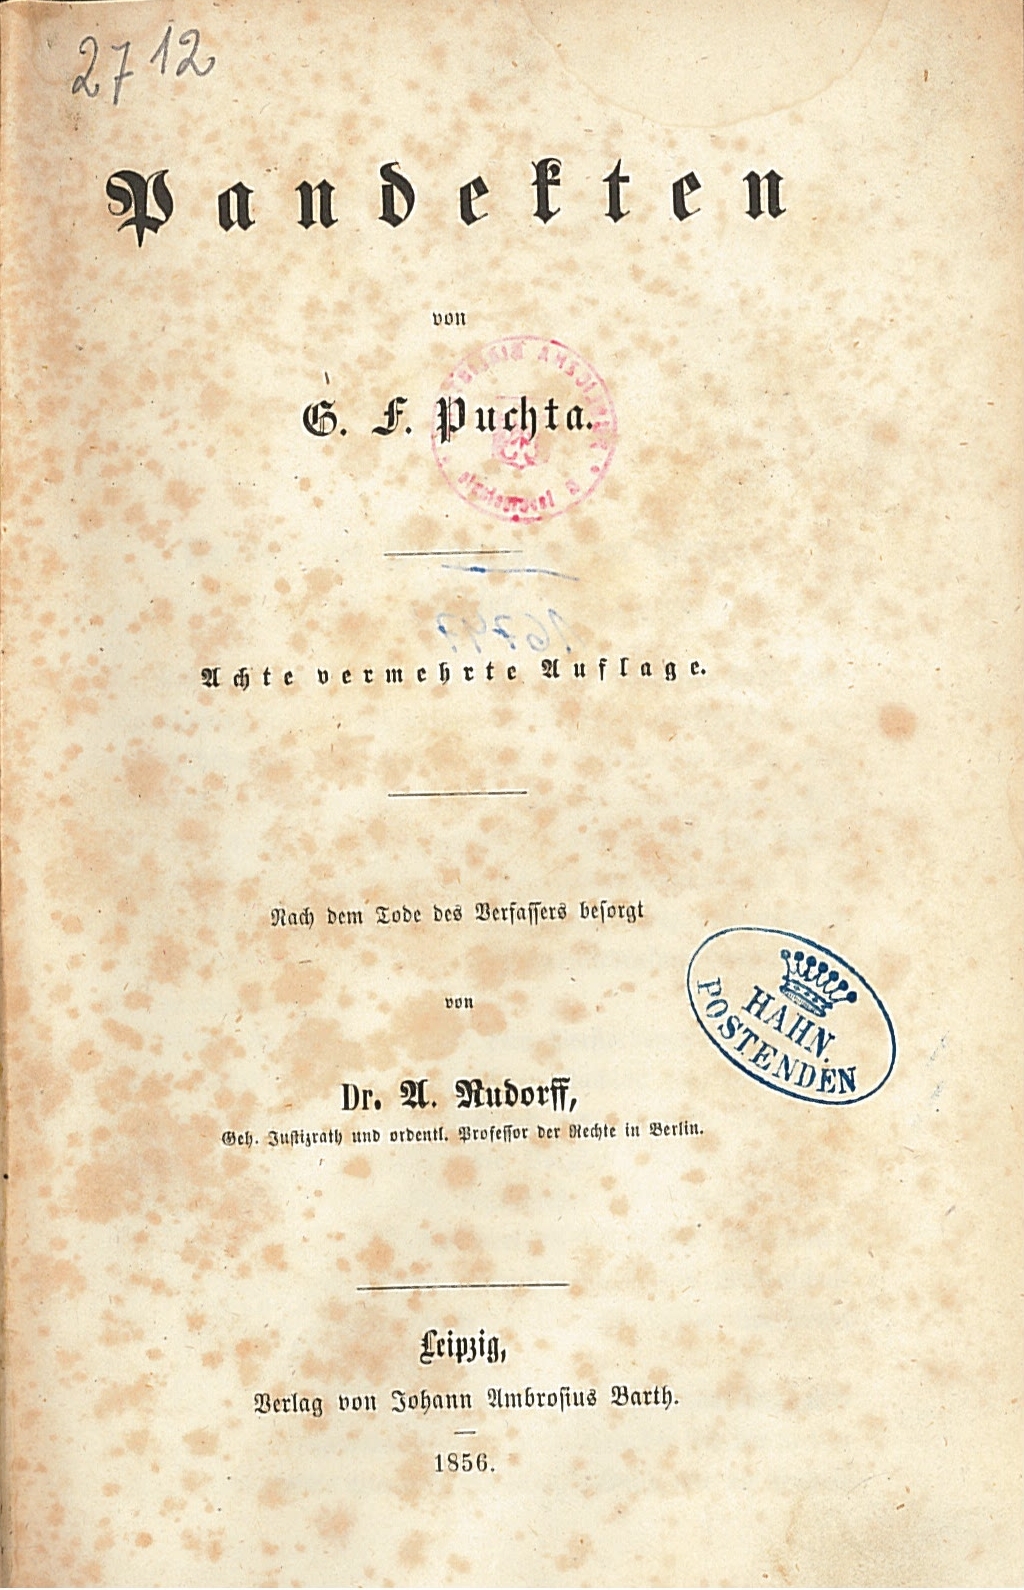 2712
Pandekten
von
G. F. Puchta.
Achte vermehrte Auflage.
Nach dem Tode des Verfassers besorgt
von
Dr. A. Rudorff,
Geh. Justizrath und ordentl. Professor der Rechte in Berlin.
HAHN.
POSTENDEN
Leipzig,
Verlag von Johann Ambrosius Barth.
1856.